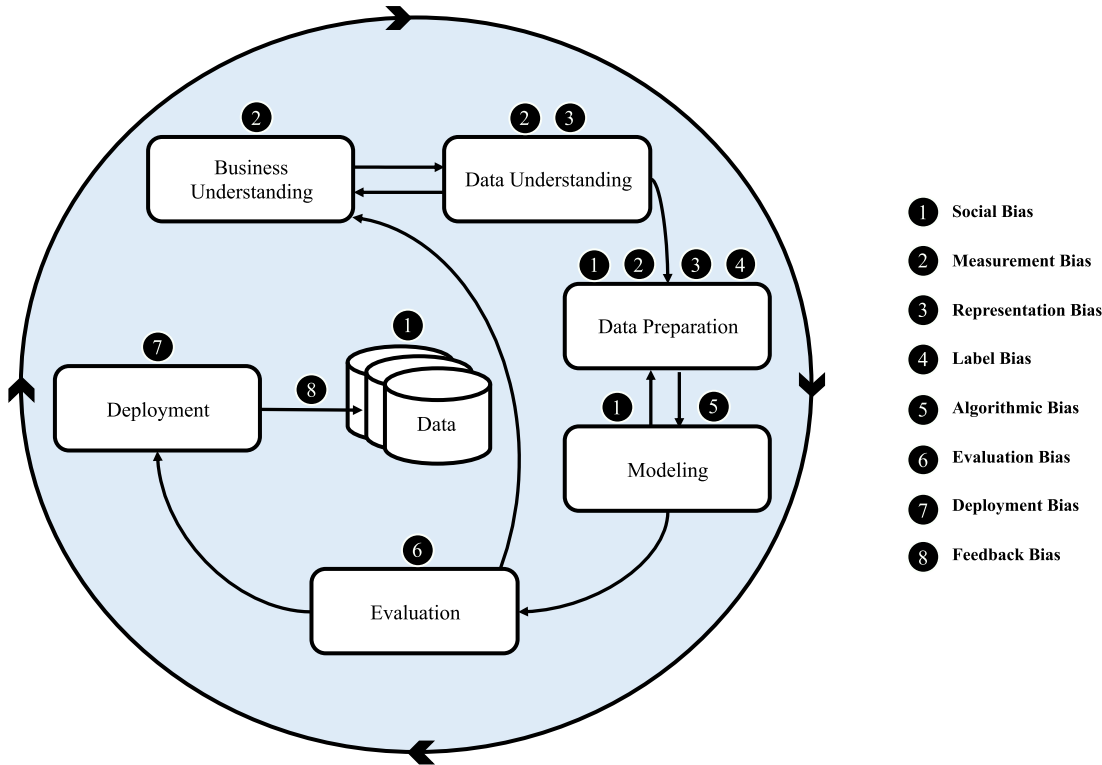 2
2 3
Business
Understanding
Data Understanding
1 2 3 4
Data Preparation
1
7
8
Deployment
Data
1 5
Modeling
6
Evaluation
1 Social Bias
2 Measurement Bias
3 Representation Bias
4 Label Bias
5 Algorithmic Bias
6 Evaluation Bias
7 Deployment Bias
8 Feedback Bias